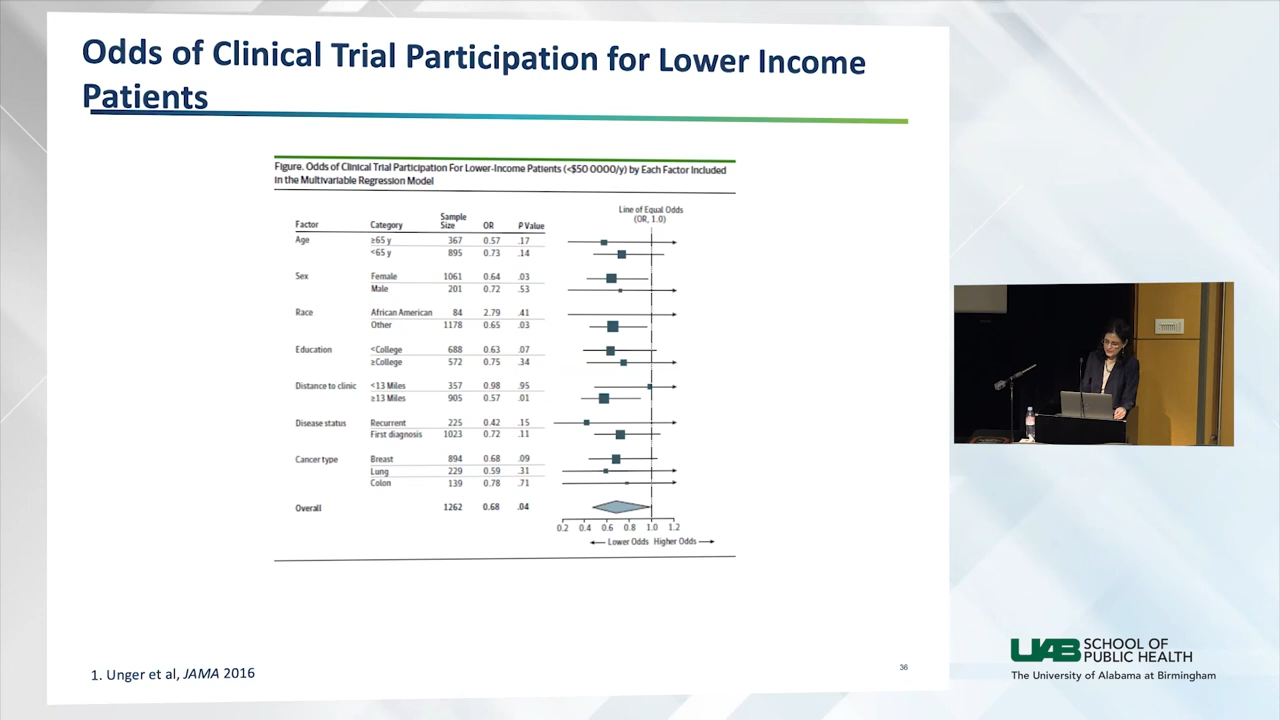 Odds of Clinical Trial Participation for Lower Income
Patients
Figure. Odds of Clinical Trial Participation For Lower-Income Patients (<$50 0000/y) by Each Factor Included
in the Multivariable Regression Model
Line of Equal Odds
(OR, 1.0)
Factor Category Sample Size OR P Value
Age ≥65 y 367 0.57 .17
<65 y 895 0.73 .14
Sex Female 1061 0.64 .03
Male 201 0.72 .53
Race African American 84 2.79 .41
Other 1178 0.65 .03
Education <College 688 0.63 .07
≥College 572 0.75 .34
Distance to clinic <13 Miles 357 0.98 .95
≥13 Miles 905 0.57 .01
Disease status Recurrent 225 0.42 .15
First diagnosis 1023 0.72 .11
Cancer type Breast 894 0.68 .09
Lung 229 0.59 .31
Colon 139 0.78 .71
Overall 1262 0.68 .04
0.2 0.4 0.6 0.8 1.0 1.2
Lower Odds Higher Odds
1. Unger et al, JAMA 2016
36
UAB SCHOOL OF
PUBLIC HEALTH
The University of Alabama at Birmingham